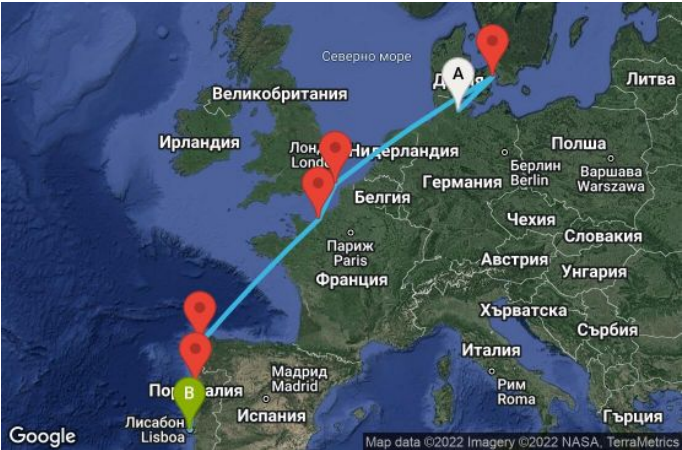 Северно море
A
Дания
Литва
Великобритания
Ирландия
Лондон
London
Нидерландия
Полша
Берлин
Berlin
Варшава
Warszawa
Германия
Белгия
Чехия
Словакия
Париж
Paris
Австрия
Унгария
Франция
Хърватска
Сърбия
Италия
Мадрид
Madrid
Рим
Roma
Португалия
B
Лисабон
Lisboa
Испания
Гърция
Google
Map data ©2022 Imagery ©2022 NASA, TerraMetrics